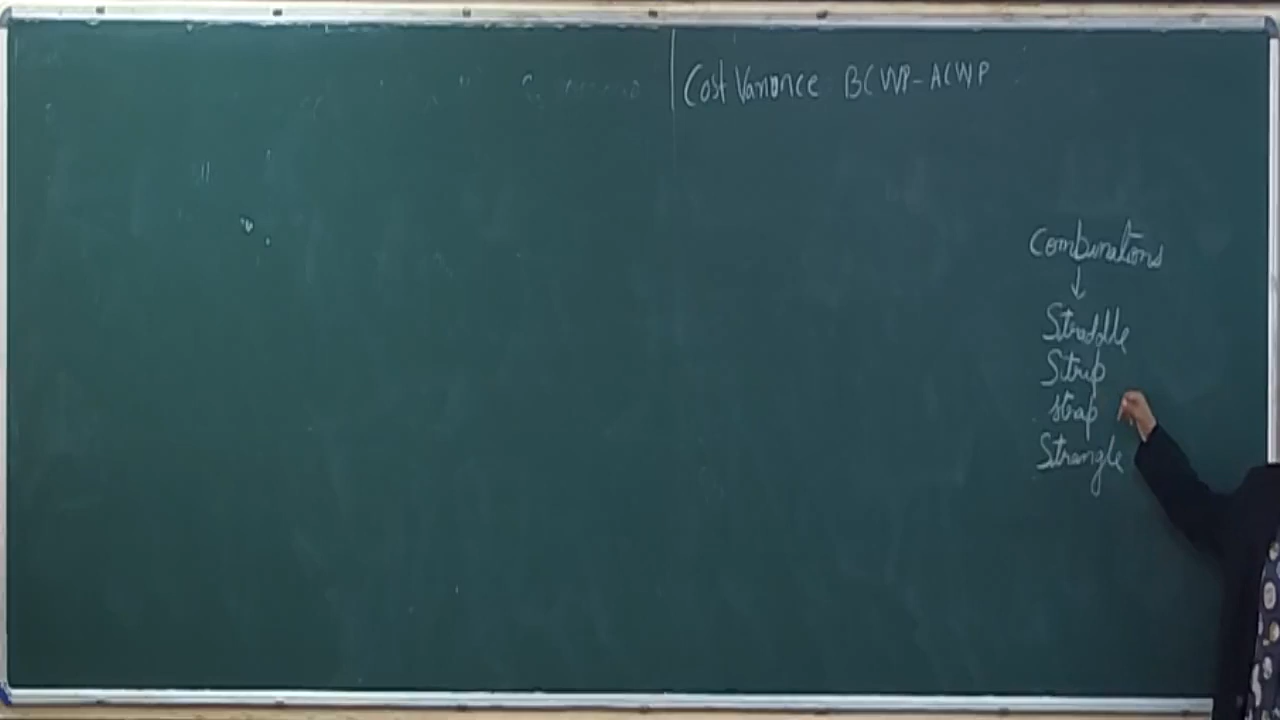 Cost Variance BCWP-ACWP
Combinations
↓
Straddle
Strip
strap
Strangle